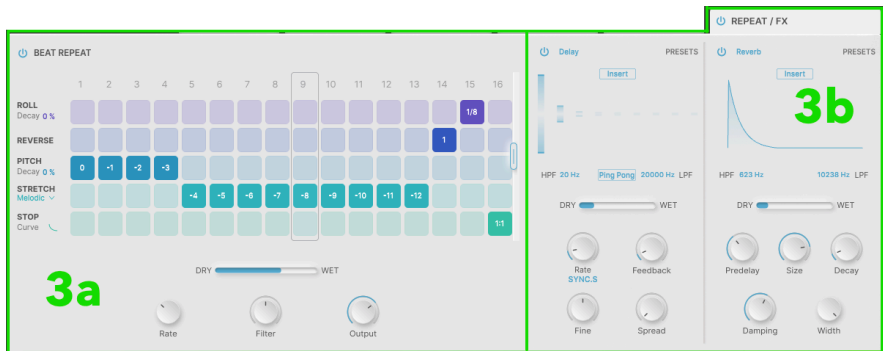 REPEAT / FX
BEAT REPEAT
1 2 3 4 5 6 7 8 9 10 11 12 13 14 15 16
ROLL
Decay 0 %
1/8
REVERSE
1
PITCH
Decay 0 %
0 -1 -2 -3
STRETCH
Melodic
-4 -5 -6 -7 -8 -9 -10 -11 -12
STOP
Curve
1:1
DRY WET
3a
Rate Filter Output
Delay PRESETS
Insert
HPF 20 Hz Ping Pong 20000 Hz LPF
DRY WET
Rate Feedback
SYNC.S
Fine Spread
Reverb PRESETS
Insert
3b
HPF 623 Hz 10238 Hz LPF
DRY WET
Predelay Size Decay
Damping Width